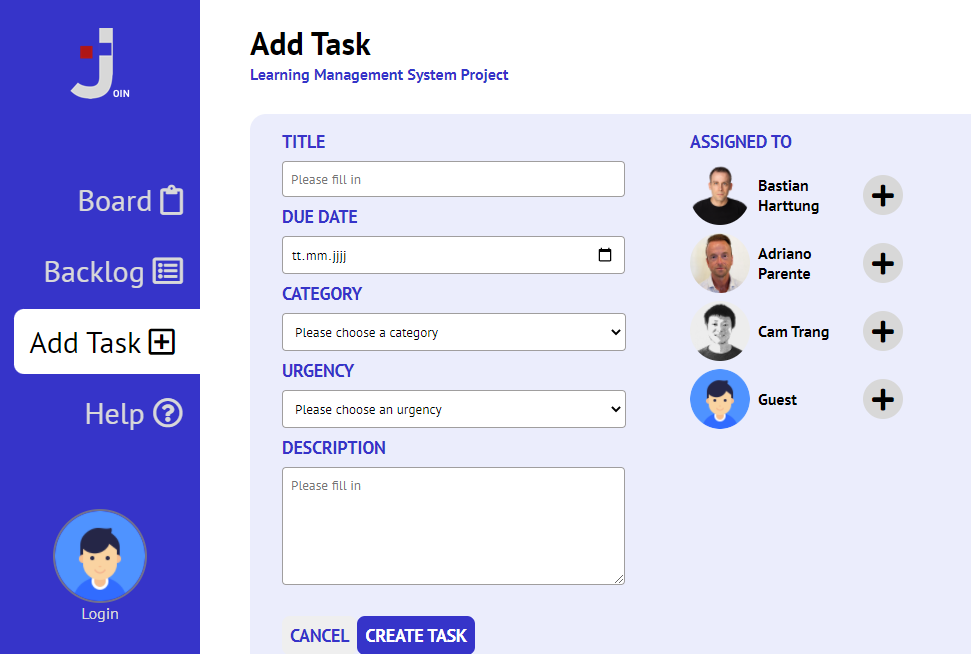 OIN
Board
Backlog
Add Task
Help
Login
Add Task
Learning Management System Project
TITLE
Please fill in
DUE DATE
tt.mm.jjjj
CATEGORY
Please choose a category
URGENCY
Please choose an urgency
DESCRIPTION
Please fill in
CANCEL
CREATE TASK
ASSIGNED TO
Bastian
Harttung
Adriano
Parente
Cam Trang
Guest